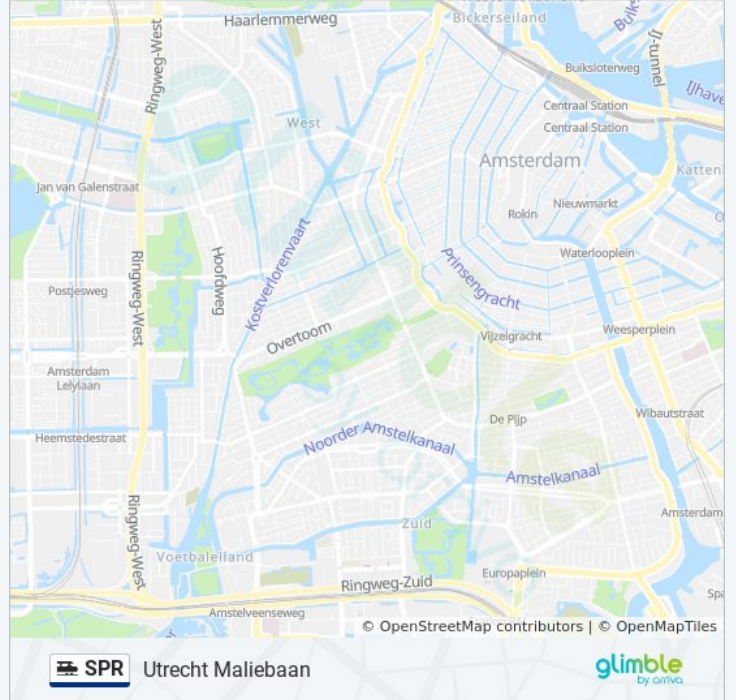 Haarlemmerweg
Bickerseiland
Buiks
IJ-tunnel
Ringweg-West
Buiksloterweg
IJhave
Centraal Station
Centraal Station
West
Amsterdam
Katten
Jan van Galenstraat
Nieuwmarkt
Rokin
O
Kostverlorenvaart
Hoofdweg
Waterlooplein
Ringweg-West
Prinsengracht
Postjesweg
Overtoom
Vijzelgracht
Weesperplein
Amsterdam
Lelylaan
Wibautstraat
De Pijp
Noorder Amstelkanaal
Heemstedestraat
Amstelkanaal
Ringweg-West
Amsterdam
Zuid
Voetbaleiland
Europaplein
Ringweg-Zuid
Spa
Amstelveenseweg
© OpenStreetMap contributors | © OpenMapTiles
SPR Utrecht Maliebaan
glimble
by arriva